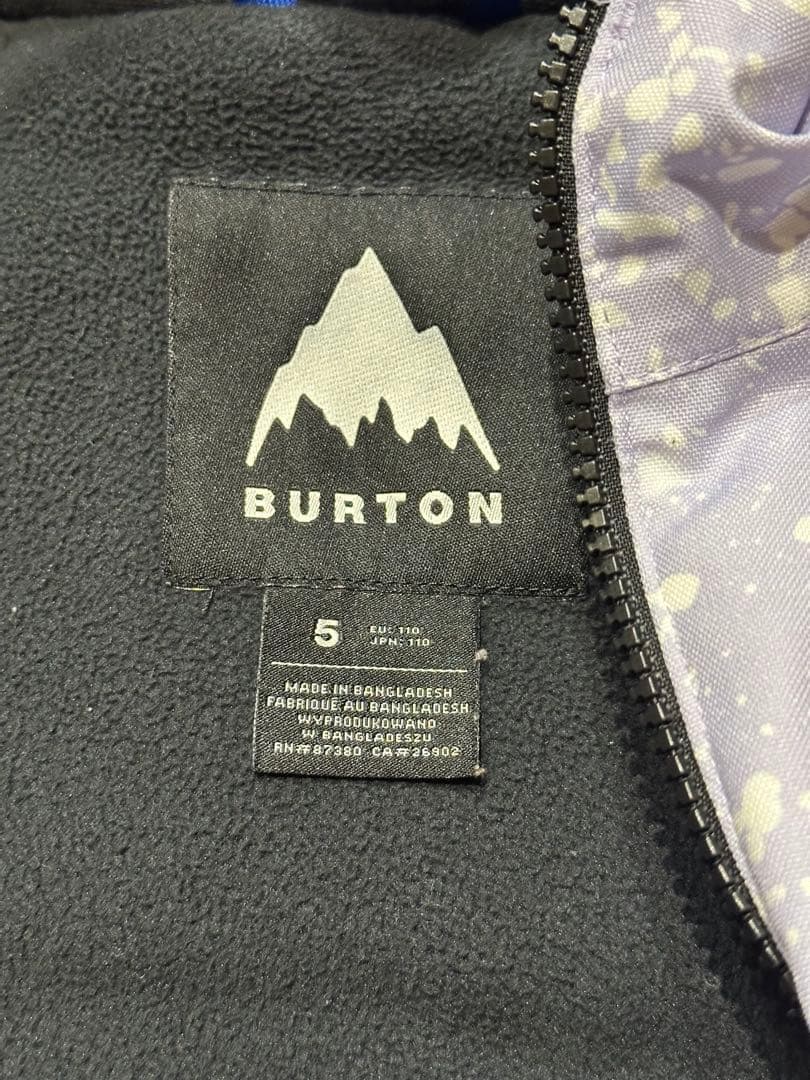 BURTON
5
EU: 110
JPN: 110
MADE IN BANGLADESH
FABRIQUÉ AU BANGLADESH
WYPRODUKOWANO
W BANGLADESZU
RN#87380 CA#26902